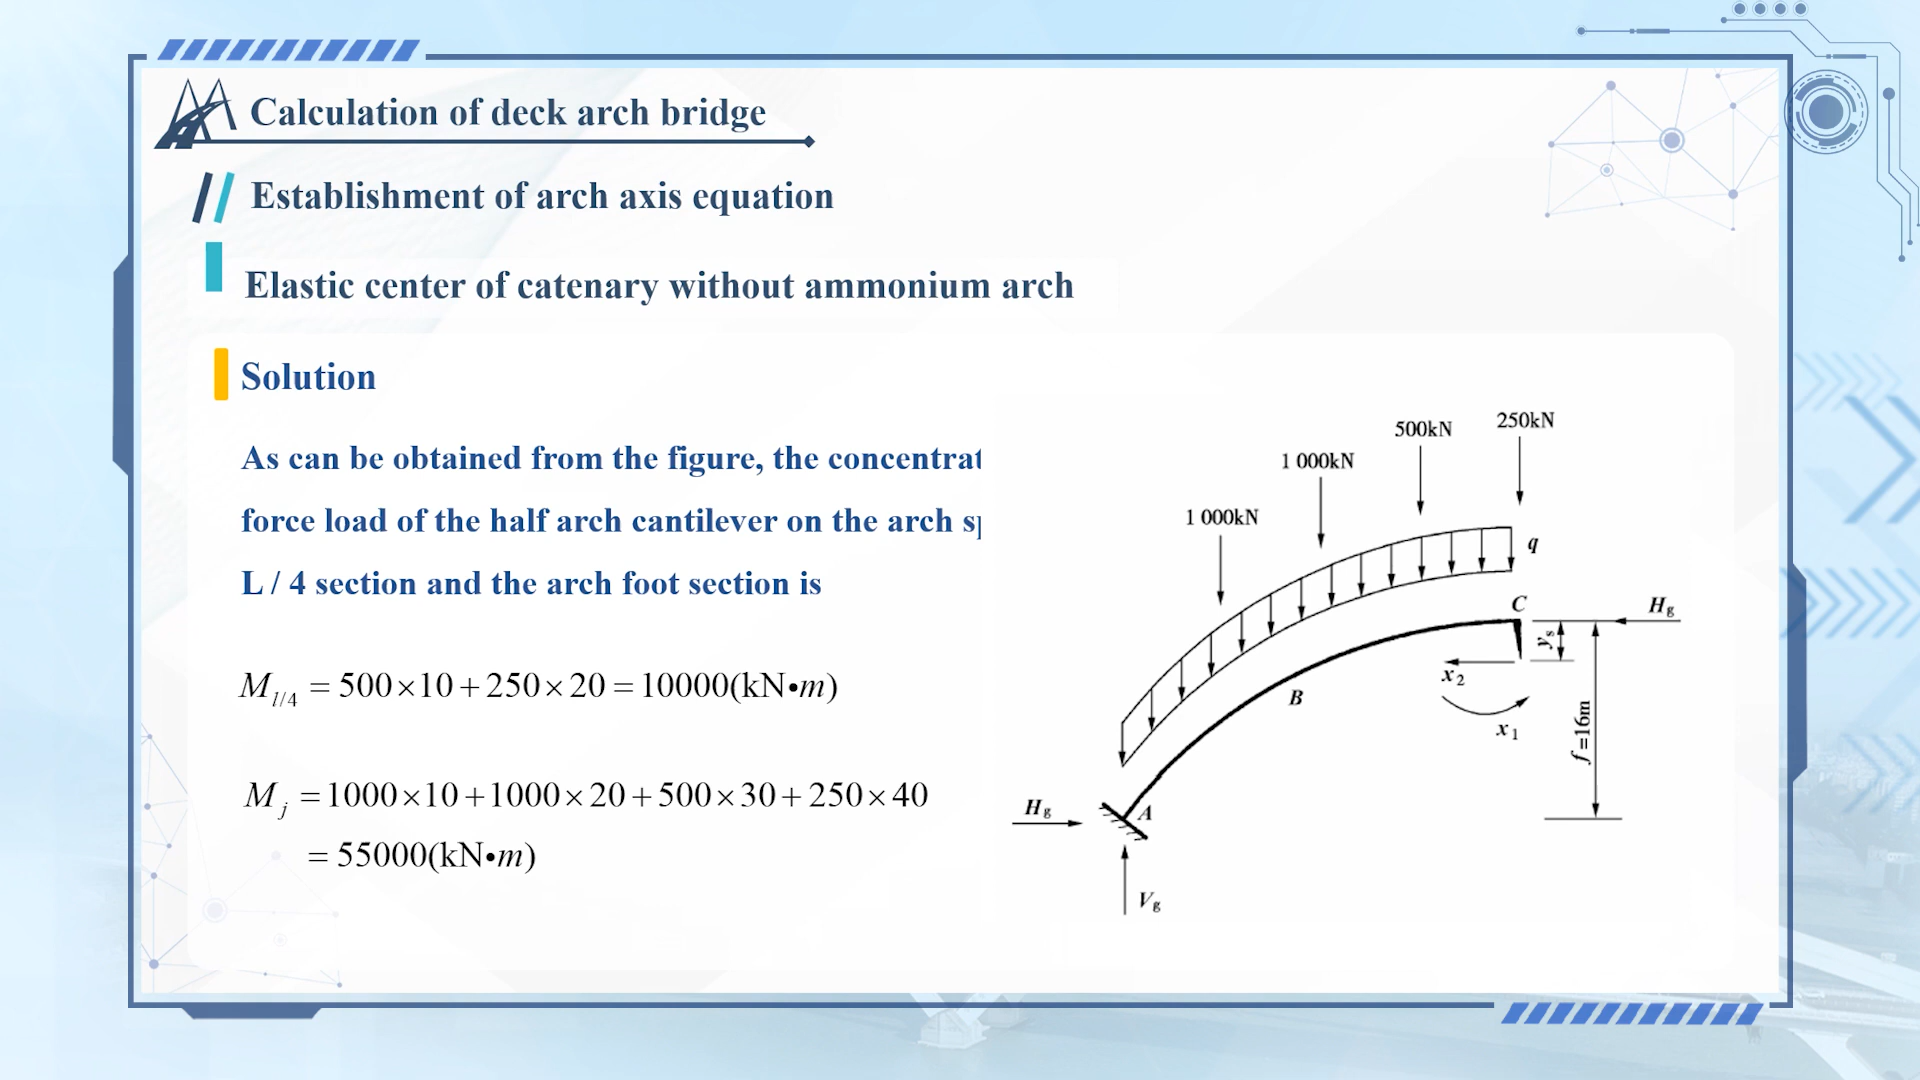 Calculation of deck arch bridge
Establishment of arch axis equation
Elastic center of catenary without ammonium arch
Solution
As can be obtained from the figure, the concentrat
force load of the half arch cantilever on the arch sp
L / 4 section and the arch foot section is
M_{l/4} = 500×10+250×20=10000(kN•m)
M_j =1000×10+1000×20+500×30+250×40
= 55000(kN•m)
250kN
500kN
1 000kN
1 000kN
q
C
H_g
y_s
x_2
B
x_1
f=16m
H_g
A
V_g